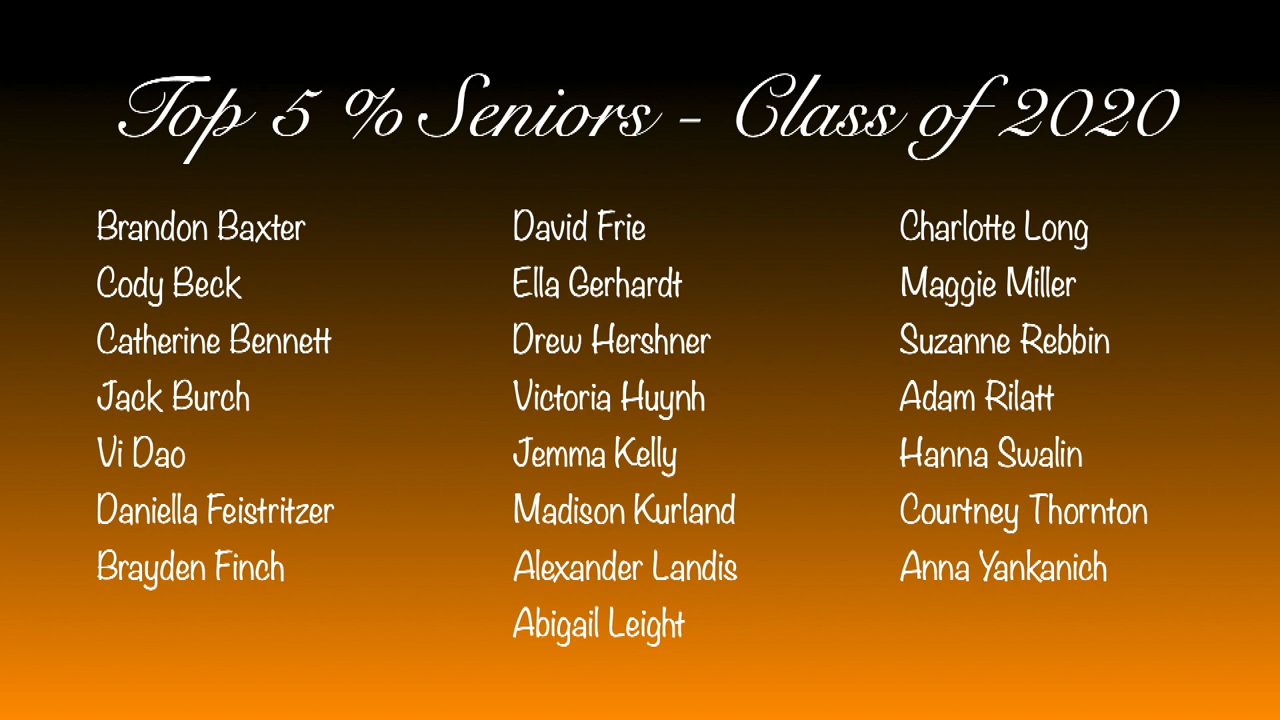 Top 5 % Seniors - Class of 2020
Brandon Baxter
Cody Beck
Catherine Bennett
Jack Burch
Vi Dao
Daniella Feistritzer
Brayden Finch
David Frie
Ella Gerhardt
Drew Hershner
Victoria Huynh
Jemma Kelly
Madison Kurland
Alexander Landis
Abigail Leight
Charlotte Long
Maggie Miller
Suzanne Rebbin
Adam Rilatt
Hanna Swalin
Courtney Thornton
Anna Yankanich